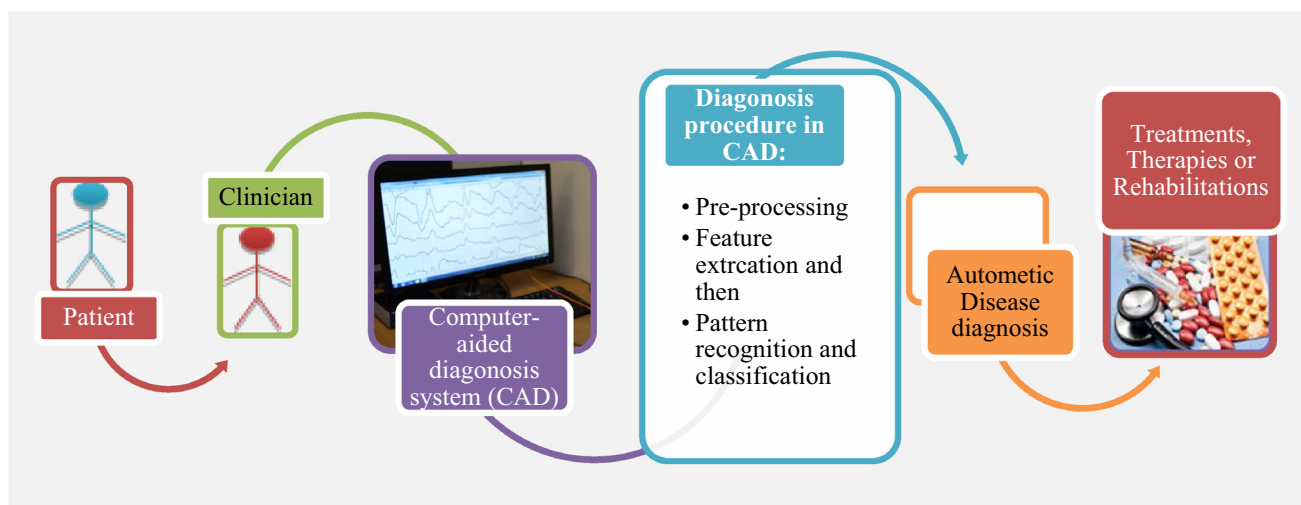 Patient
Clinician
Computer-
aided
diagonosis
system (CAD)
Diagonosis
procedure in
CAD:
• Pre-processing
• Feature
extrcation and
then
• Pattern
recognition and
classification
Autometic
Disease
diagnosis
Treatments,
Therapies or
Rehabilitations